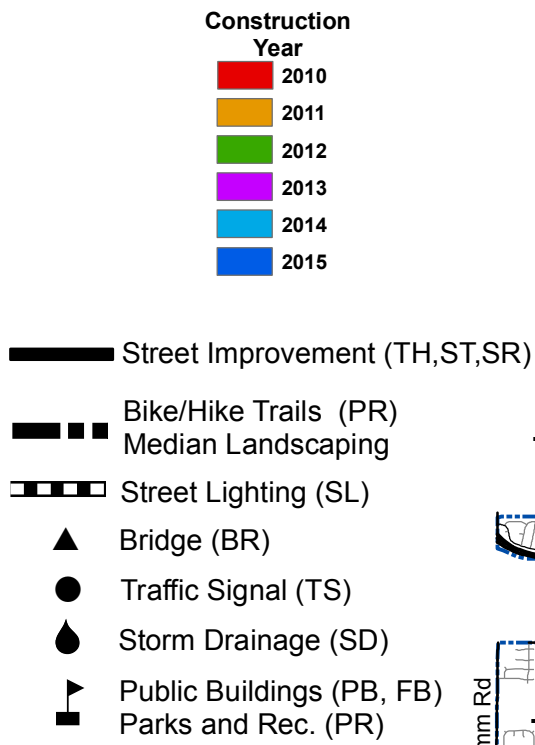 Construction
Year
2010
2011
2012
2013
2014
2015
Street Improvement (TH,ST,SR)
Bike/Hike Trails (PR)
Median Landscaping
Street Lighting (SL)
Bridge (BR)
Traffic Signal (TS)
Storm Drainage (SD)
Public Buildings (PB, FB)
Parks and Rec. (PR)
Rd